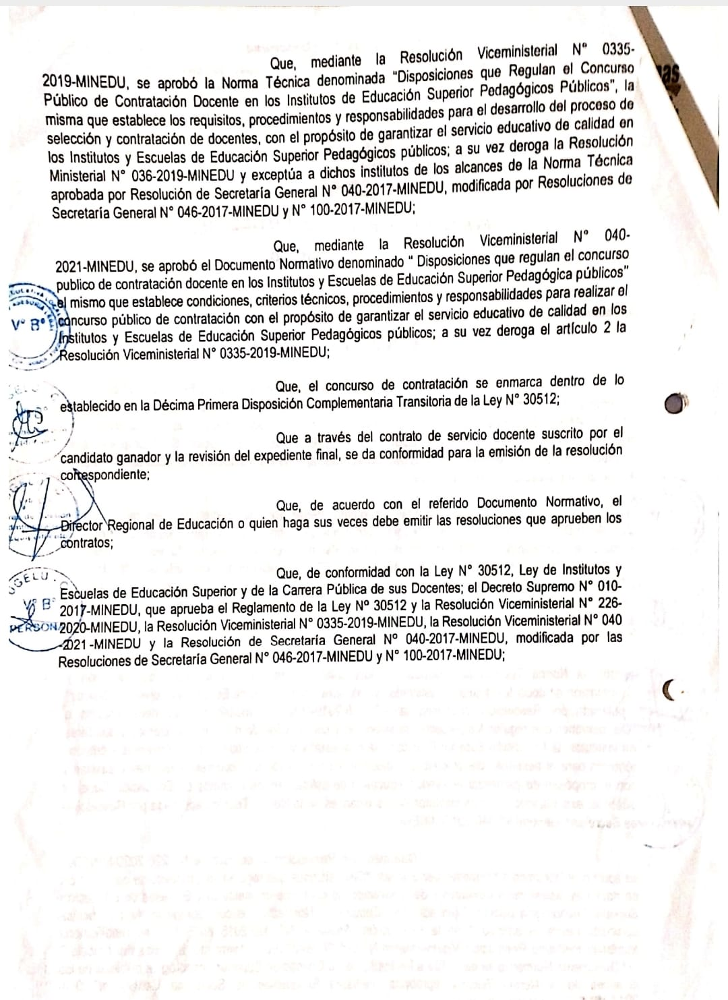 Que, mediante la Resolución Viceministerial N° 0335-
2019-MINEDU, se aprobó la Norma Técnica denominada "Disposiciones que Regulan el Concurso
Público de Contratación Docente en los Institutos de Educación Superior Pedagógicos Públicos", la
misma que establece los requisitos, procedimientos y responsabilidades para el desarrollo del proceso de
selección y contratación de docentes, con el propósito de garantizar el servicio educativo de calidad en
los Institutos y Escuelas de Educación Superior Pedagógicos públicos; a su vez deroga la Resolución
Ministerial N° 036-2019-MINEDU y exceptúa a dichos institutos de los alcances de la Norma Técnica
aprobada por Resolución de Secretaría General N° 040-2017-MINEDU, modificada por Resoluciones de
Secretaría General N° 046-2017-MINEDU y N° 100-2017-MINEDU;
Que, mediante la Resolución Viceministerial N° 040-
2021-MINEDU, se aprobó el Documento Normativo denominado " Disposiciones que regulan el concurso
publico de contratación docente en los Institutos y Escuelas de Educación Superior Pedagógica públicos"
el mismo que establece condiciones, criterios técnicos, procedimientos y responsabilidades para realizar el
concurso público de contratación con el propósito de garantizar el servicio educativo de calidad en los
Institutos y Escuelas de Educación Superior Pedagógicos públicos; a su vez deroga el artículo 2 la
Resolución Viceministerial N° 0335-2019-MINEDU;
V° B°
Que, el concurso de contratación se enmarca dentro de lo
establecido en la Décima Primera Disposición Complementaria Transitoria de la Ley N° 30512;
Que a través del contrato de servicio docente suscrito por el
candidato ganador y la revisión del expediente final, se da conformidad para la emisión de la resolución
correspondiente;
Que, de acuerdo con el referido Documento Normativo, el
Director Regional de Educación o quien haga sus veces debe emitir las resoluciones que aprueben los
contratos;
Que, de conformidad con la Ley N° 30512, Ley de Institutos y
Escuelas de Educación Superior y de la Carrera Pública de sus Docentes; el Decreto Supremo N° 010-
2017-MINEDU, que aprueba el Reglamento de la Ley Nº 30512 y la Resolución Viceministerial N° 226-
2020-MINEDU, la Resolución Viceministerial N° 0335-2019-MINEDU, la Resolución Viceministerial N° 040
-2021 -MINEDU y la Resolución de Secretaría General Nº 040-2017-MINEDU, modificada por las
Resoluciones de Secretaría General N° 046-2017-MINEDU y N° 100-2017-MINEDU;
UGELU
V° B°
PERSON